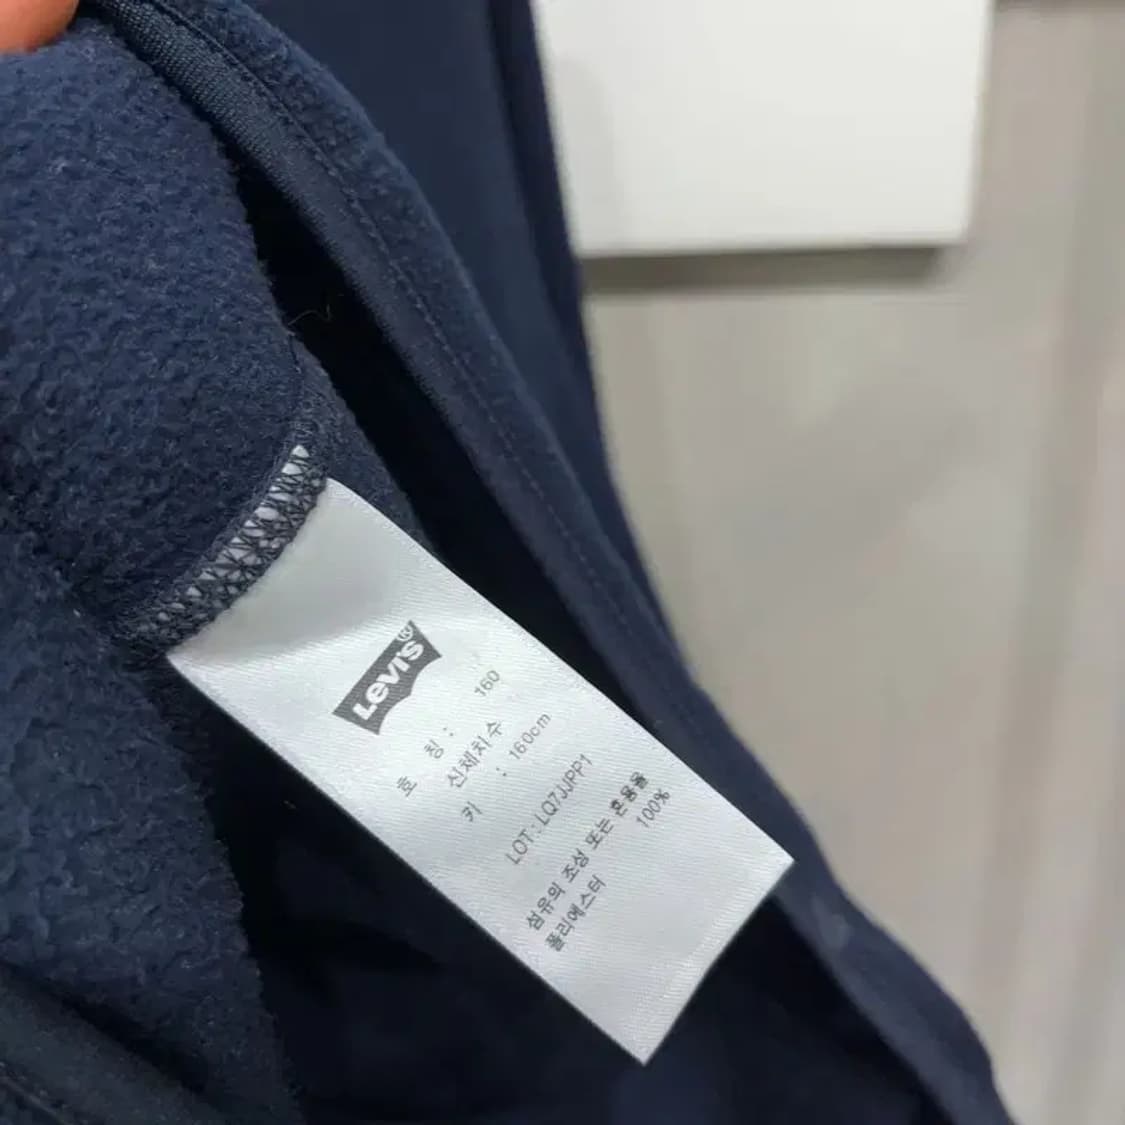 Levi's®
호 칭 : 160
신체치수
키 : 160cm
LOT: LQ7JJPP1
섬유의 조성 또는 혼용율
폴리에스터 100%